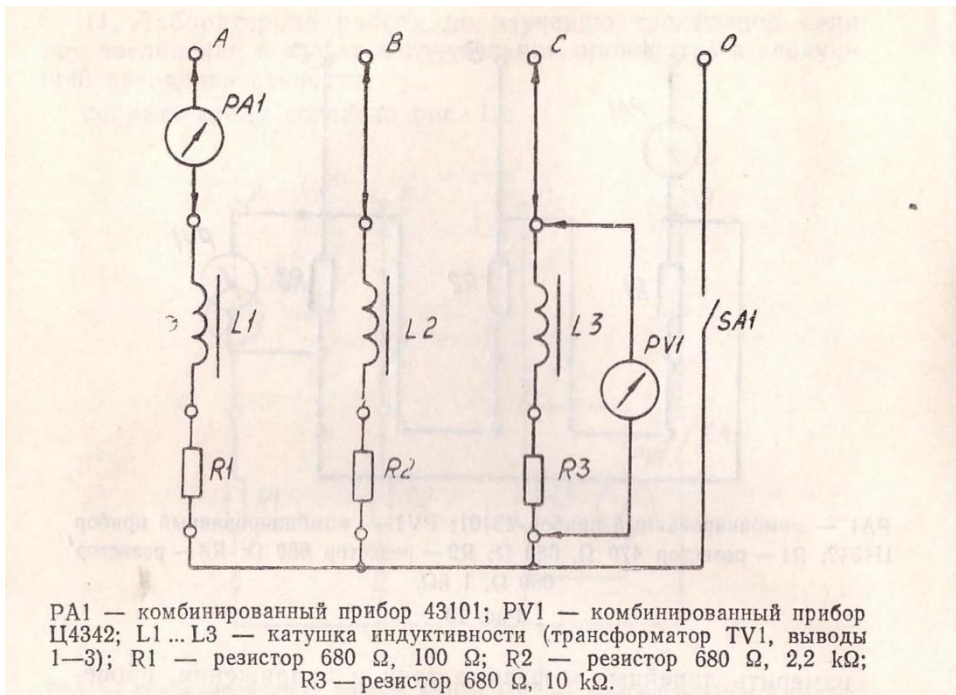 A B C O
PA1
L1 L2 L3 SA1
PV1
R1 R2 R3
PA1 — комбинированный прибор 43101; PV1 — комбинированный прибор
Ц4342; L1 ... L3 — катушка индуктивности (трансформатор TV1, выводы
1—3); R1 — резистор 680 Ω, 100 Ω; R2 — резистор 680 Ω, 2,2 kΩ;
R3 — резистор 680 Ω, 10 kΩ.